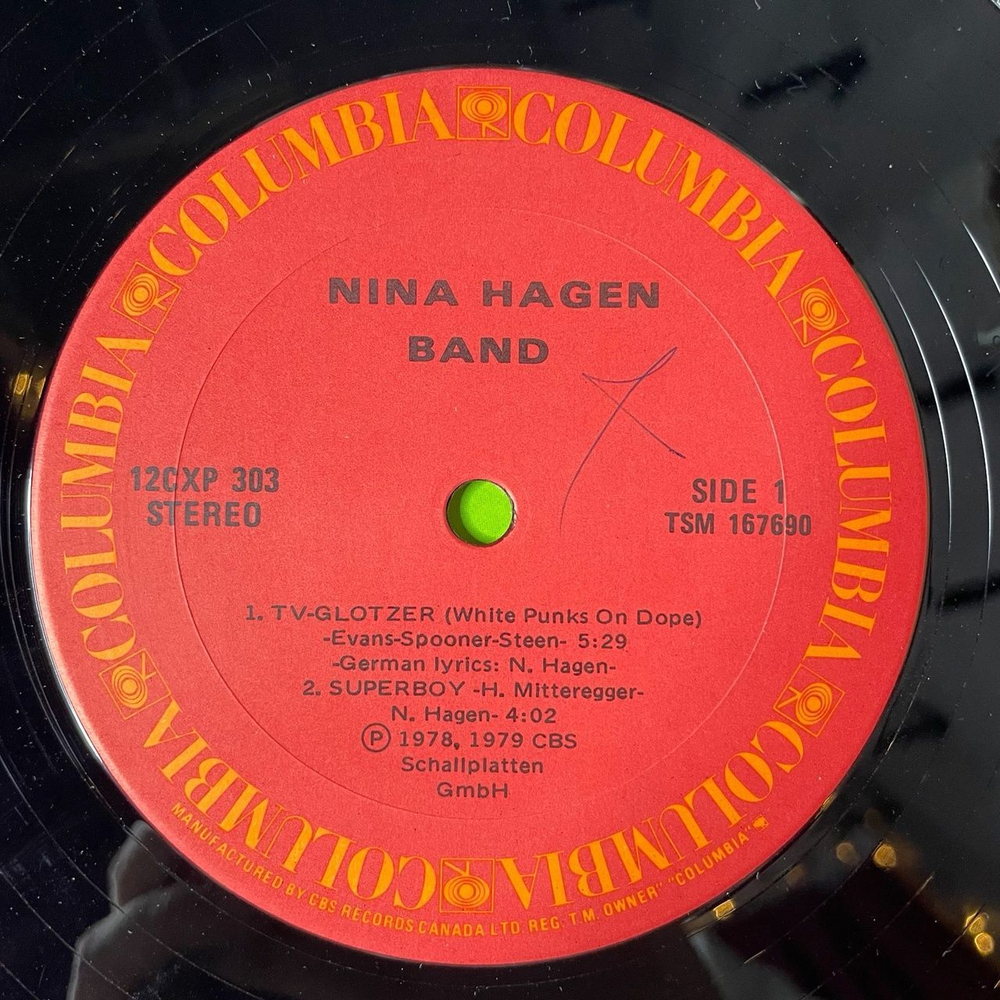 COLUMBIA COLUMBIA COLUMBIA COLUMBIA COLUMBIA COLUMBIA
NINA HAGEN
BAND
12CXP 303
STEREO
SIDE 1
TSM 167690
1. TV-GLOTZER (White Punks On Dope)
-Evans-Spooner-Steen- 5:29
-German lyrics: N. Hagen-
2. SUPERBOY -H. Mitteregger-
N. Hagen- 4:02
Ⓟ 1978, 1979 CBS
Schallplatten
GmbH
MANUFACTURED BY CBS RECORDS CANADA LTD. REG. T.M. OWNER" "COLUMBIA"